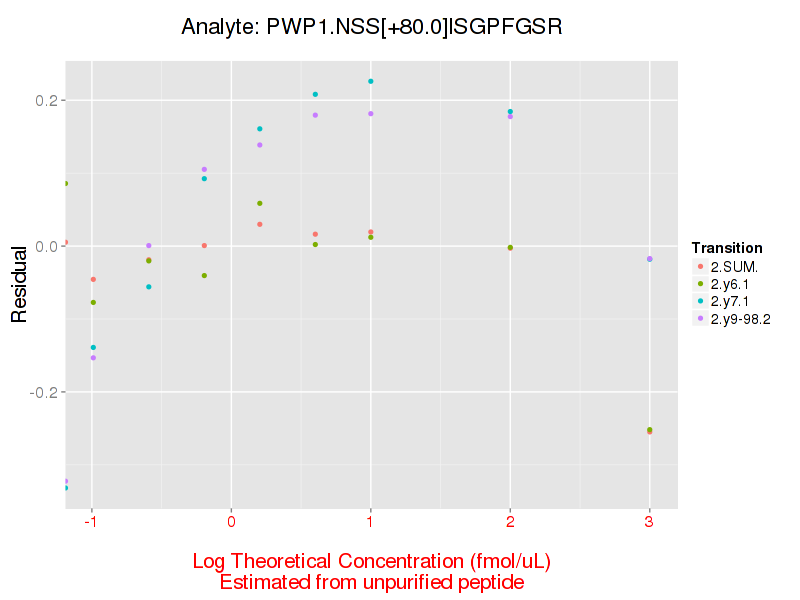 Analyte: PWP1.NSS[+80.0]ISGPFGSR
0.2
0.0
-0.2
Residual
-1 0 1 2 3
Log Theoretical Concentration (fmol/uL)
Estimated from unpurified peptide
Transition
2.SUM.
2.y6.1
2.y7.1
2.y9-98.2